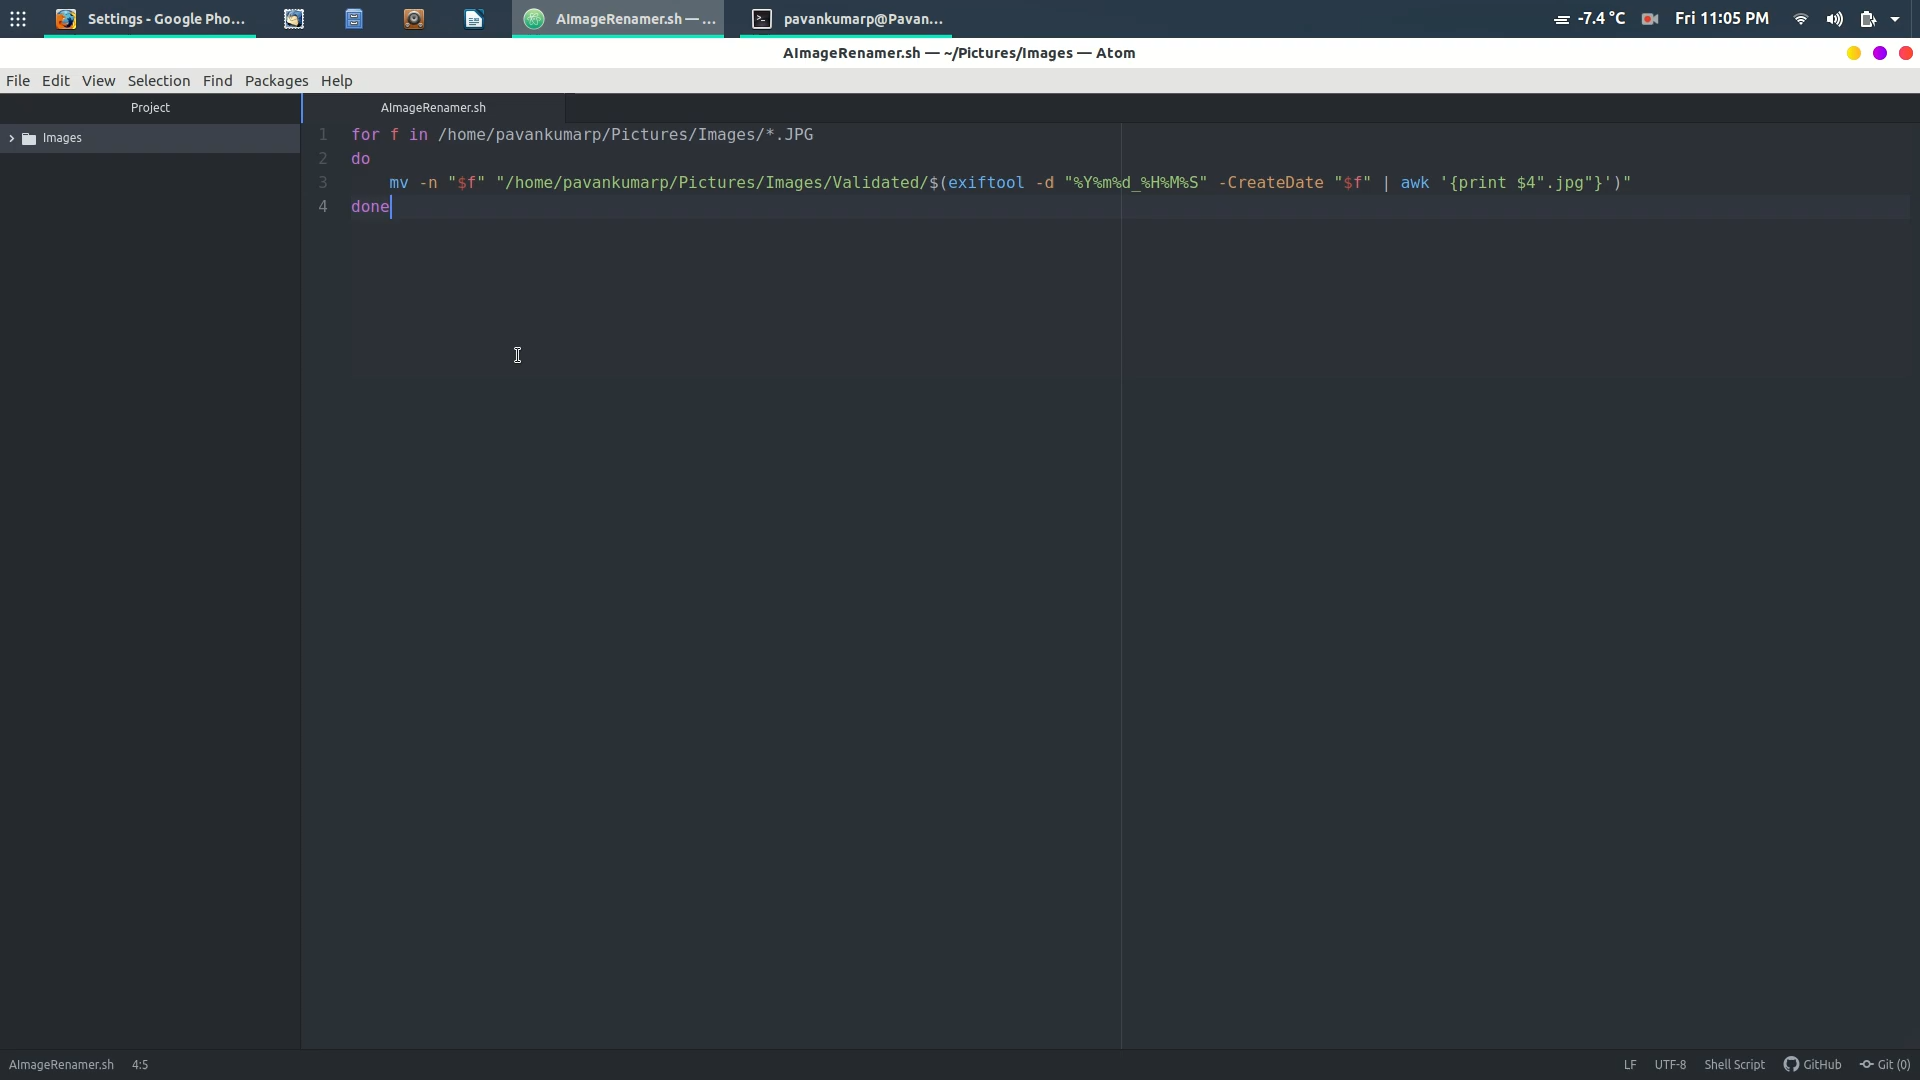 Settings - Google Pho... AImageRenamer.sh — ... pavankumarp@Pavan... -7.4 °C Fri 11:05 PM
AImageRenamer.sh — ~/Pictures/Images — Atom
File Edit View Selection Find Packages Help
Project AImageRenamer.sh
Images
1 for f in /home/pavankumarp/Pictures/Images/*.JPG
2 do
3 mv -n "$f" "/home/pavankumarp/Pictures/Images/Validated/$(exiftool -d "%Y%m%d_%H%M%S" -CreateDate "$f" | awk '{print $4".jpg"}')"
4 done
AImageRenamer.sh 4:5 LF UTF-8 Shell Script GitHub Git (0)